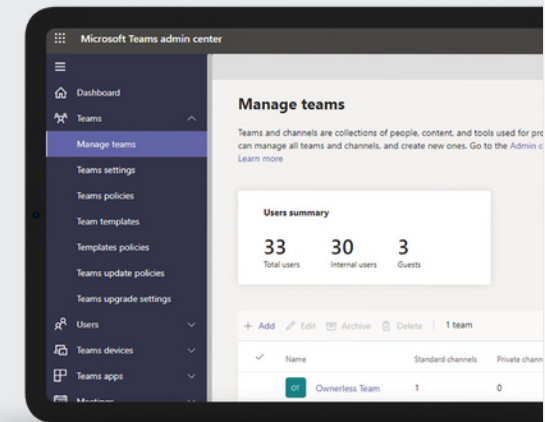 Microsoft Teams admin center
Dashboard
Teams
Manage teams
Teams settings
Teams policies
Team templates
Templates policies
Teams update policies
Teams upgrade settings
Users
Teams devices
Teams apps
Meetings
Manage teams
Teams and channels are collections of people, content, and tools used for
can manage all teams and channels, and create new ones. Go to the Admin
Learn more
Users summary
33 30 3
Total users Internal users Guests
+ Add Edit Archive Delete 1 team
Name Standard channels Private
OT Ownerless Team 1 0